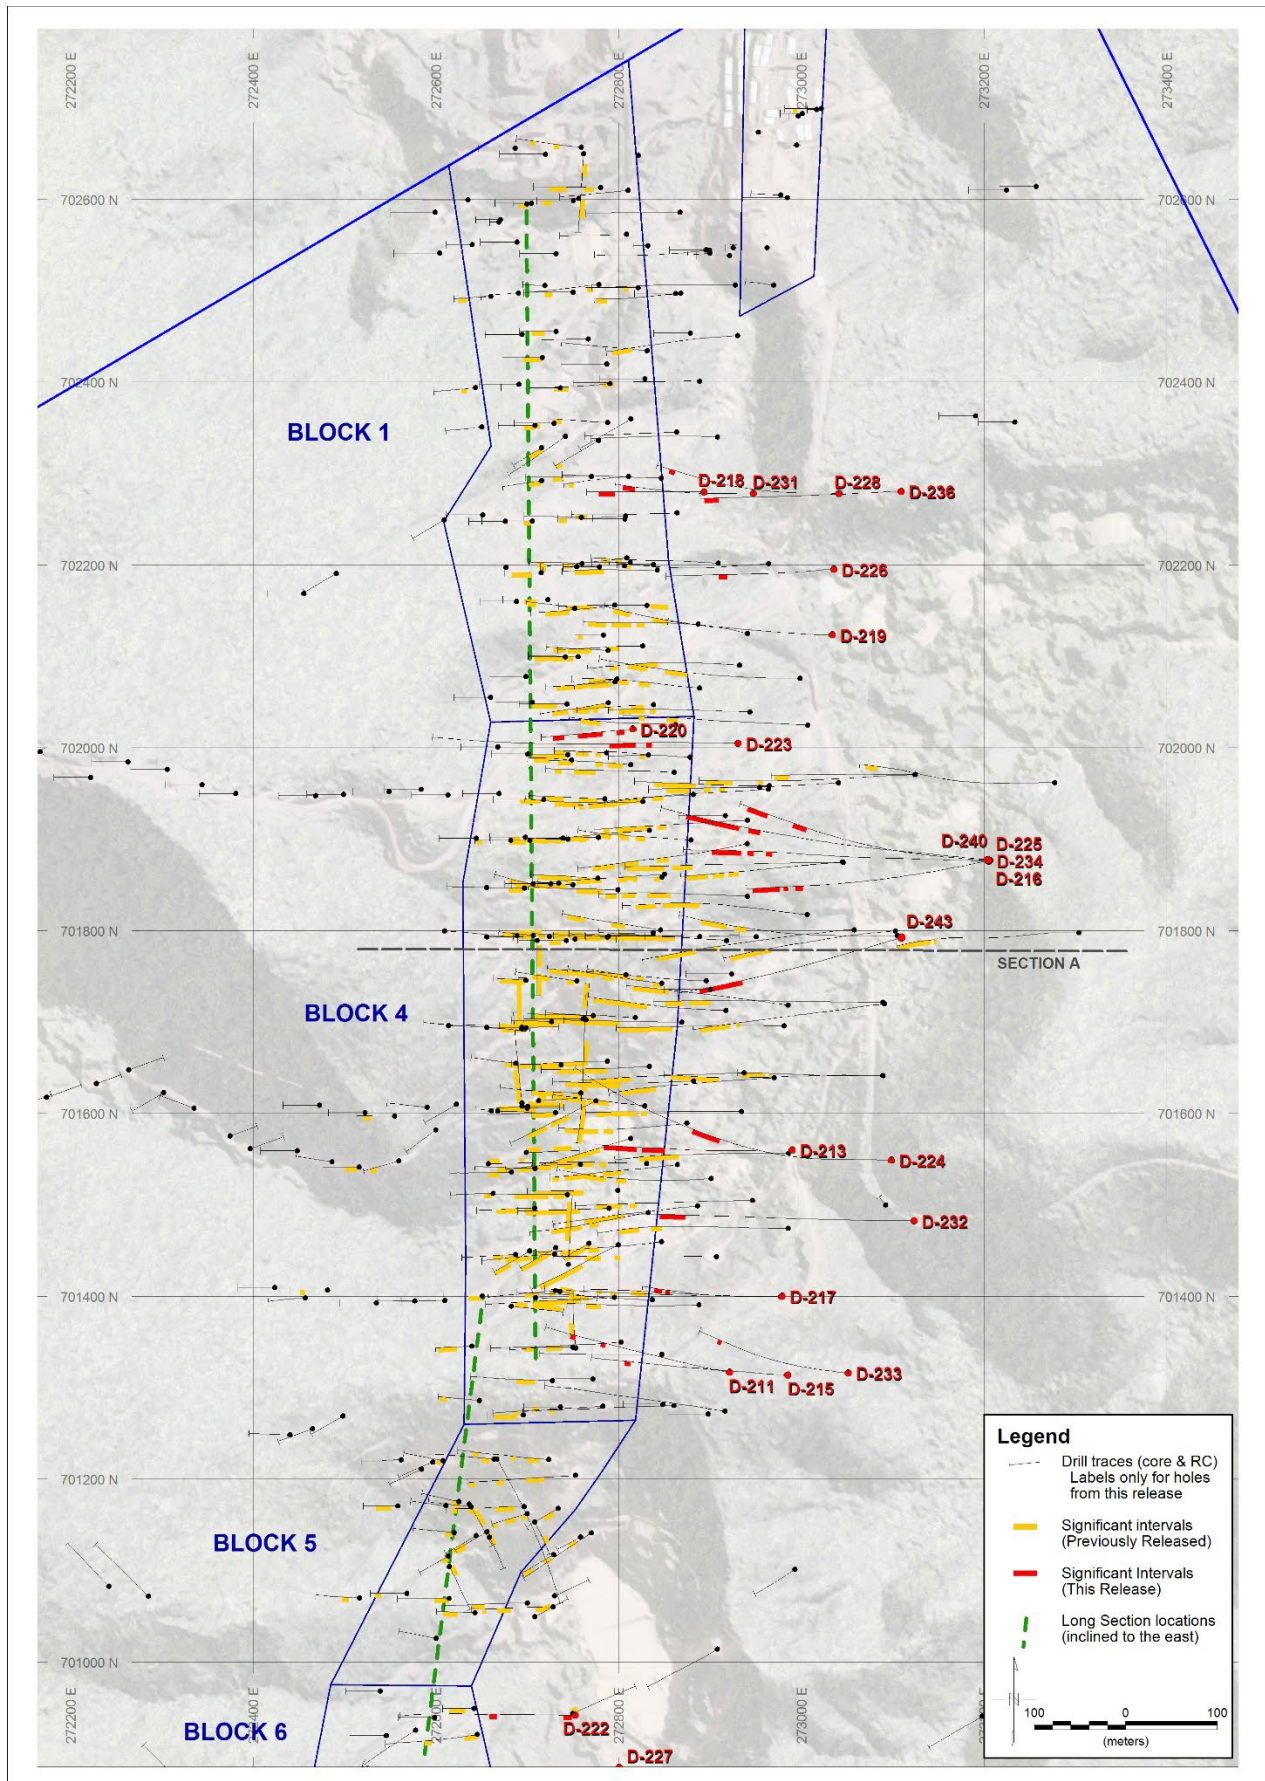 272200 E
272400 E
272600 E
272800 E
273000 E
273200 E
273400 E
702600 N
702600 N
702400 N
702400 N
BLOCK 1
D-218
D-231
D-228
D-236
702200 N
702200 N
D-226
D-219
D-220
D-223
702000 N
702000 N
D-240
D-225
D-234
D-216
D-243
701800 N
701800 N
SECTION A
BLOCK 4
701600 N
701600 N
D-213
D-224
D-232
701400 N
701400 N
D-217
D-211
D-215
D-233
Legend
Drill traces (core & RC)
Labels only for holes
from this release
Significant intervals
(Previously Released)
Significant Intervals
(This Release)
Long Section locations
(inclined to the east)
100
0
100
(meters)
701200 N
BLOCK 5
701000 N
272200 E
272400 E
272600 E
272800 E
273000 E
BLOCK 6
D-222
D-227